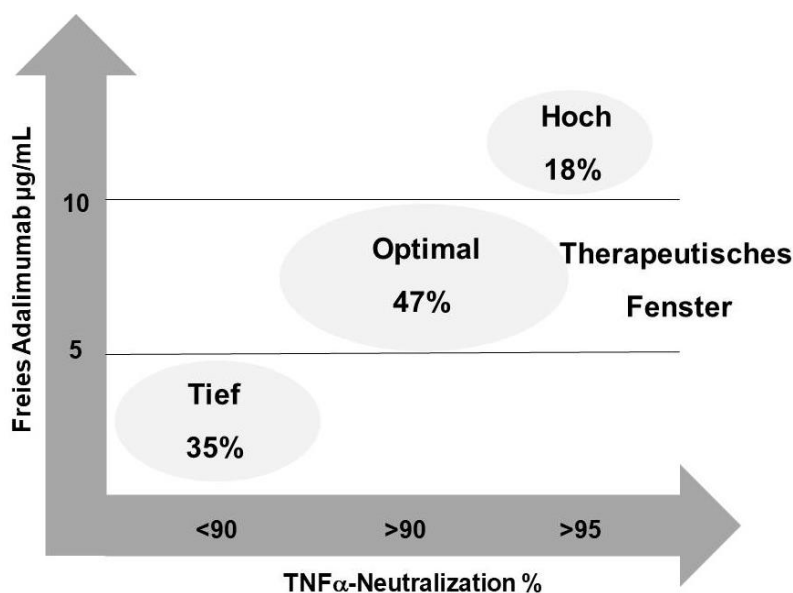 Freies Adalimumab µg/mL
Hoch
18%
10
Optimal
47%
Therapeutisches
Fenster
5
Tief
35%
<90
>90
>95
TNFα-Neutralization %